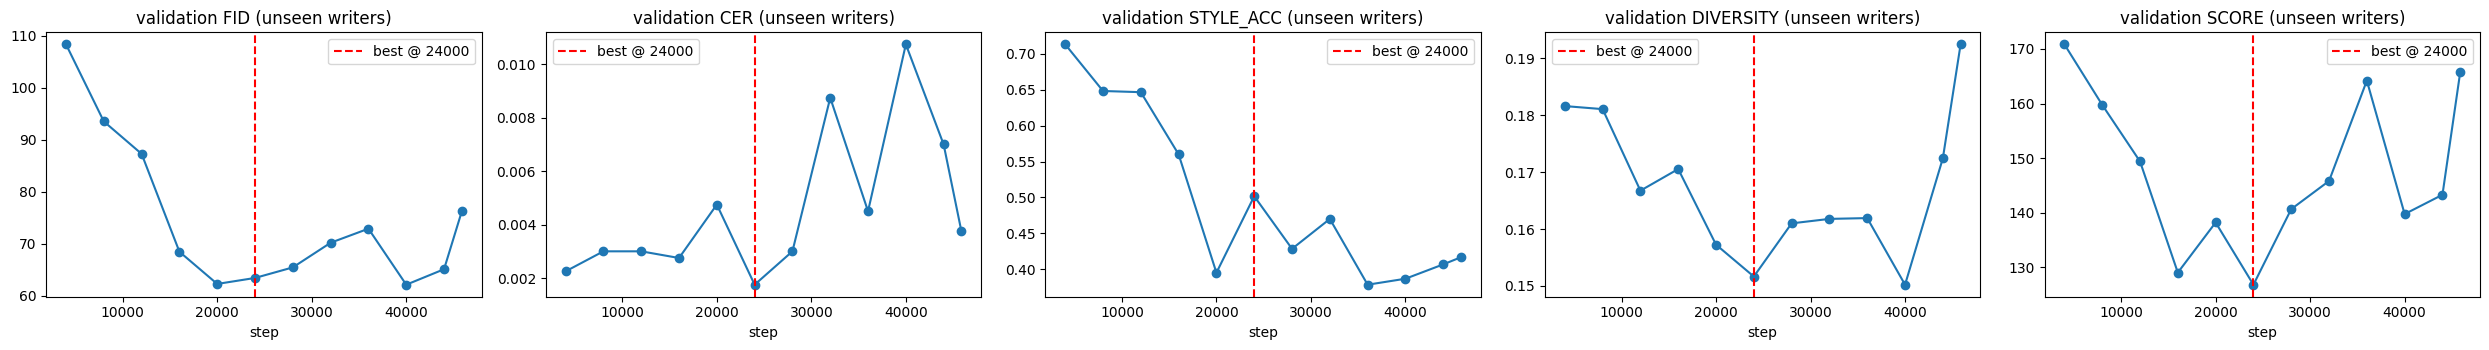 validation FID (unseen writers)
best @ 24000
110
100
90
80
70
60
10000 20000 30000 40000
step
validation CER (unseen writers)
best @ 24000
0.010
0.008
0.006
0.004
0.002
10000 20000 30000 40000
step
validation STYLE_ACC (unseen writers)
best @ 24000
0.70
0.65
0.60
0.55
0.50
0.45
0.40
10000 20000 30000 40000
step
validation DIVERSITY (unseen writers)
best @ 24000
0.19
0.18
0.17
0.16
0.15
10000 20000 30000 40000
step
validation SCORE (unseen writers)
best @ 24000
170
160
150
140
130
10000 20000 30000 40000
step